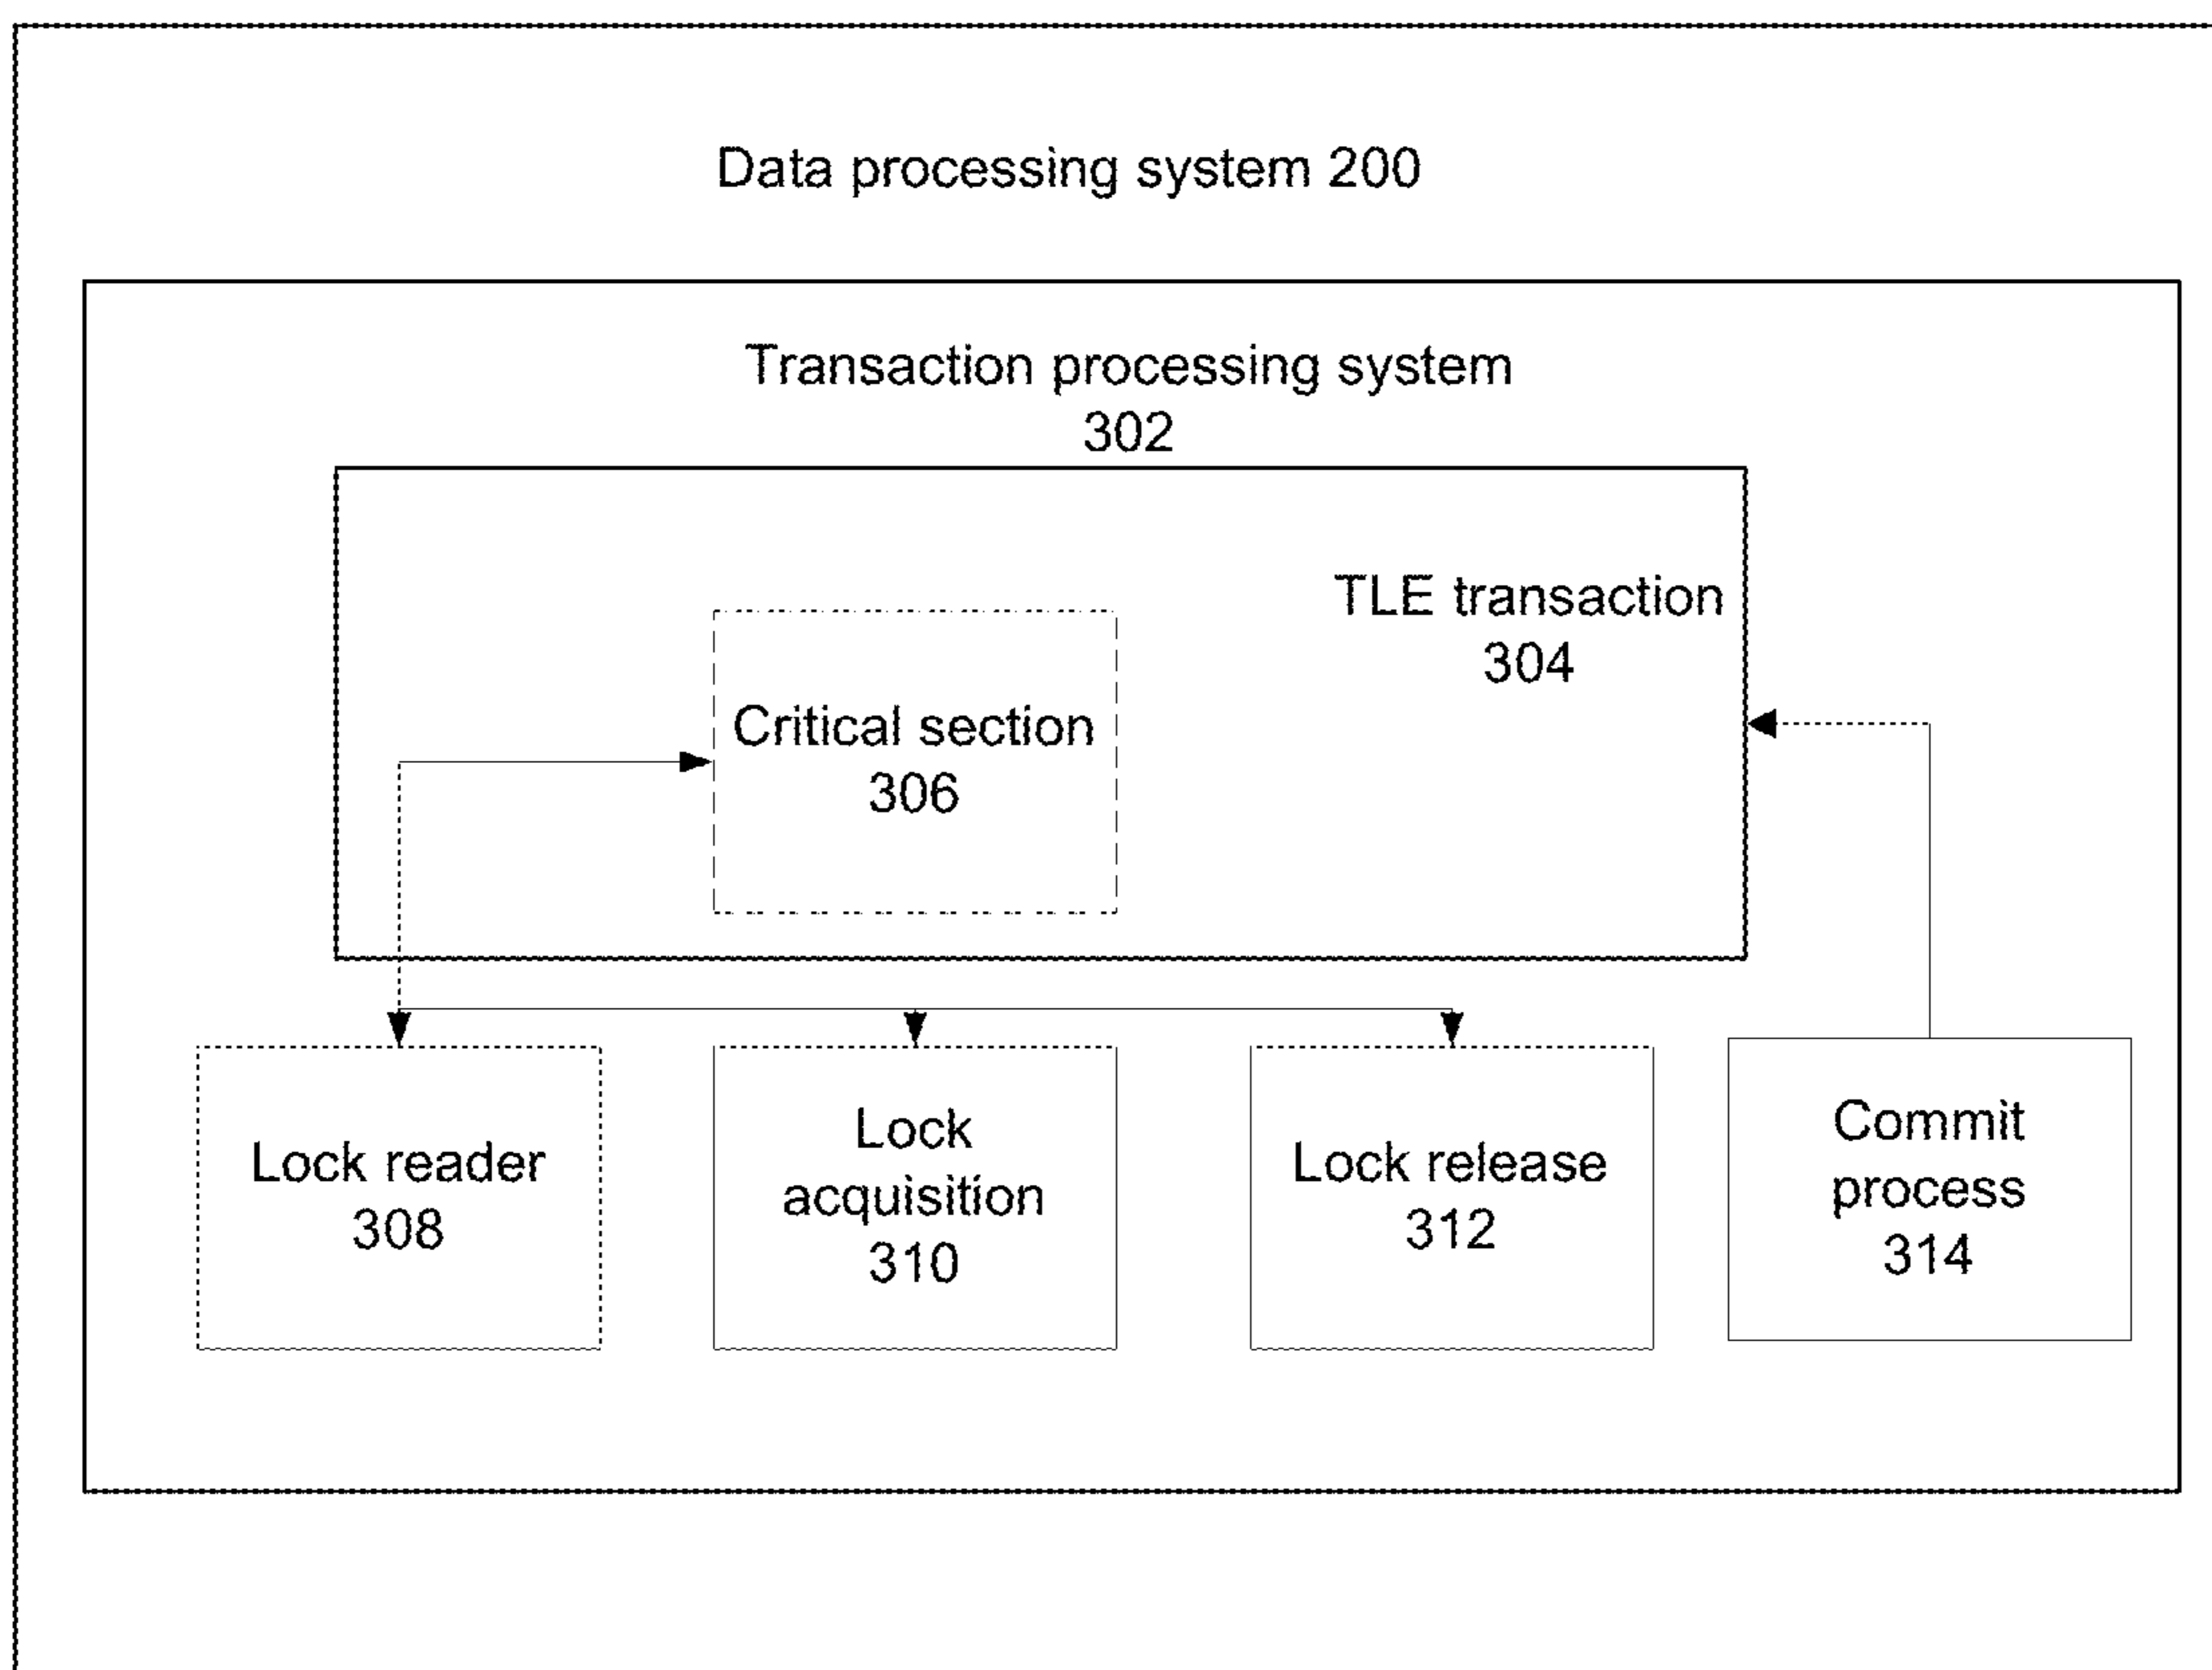 Data processing system 200
Transaction processing system
302
TLE transaction
304
Critical section
306
Lock reader
308
Lock
acquisition
310
Lock release
312
Commit
process
314